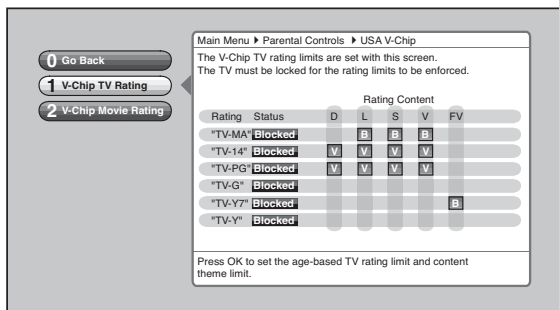 0 Go Back
1 V-Chip TV Rating
2 V-Chip Movie Rating
Main Menu ▶ Parental Controls ▶ USA V-Chip
The V-Chip TV rating limits are set with this screen.
The TV must be locked for the rating limits to be enforced.
Rating Content
Rating Status D L S V FV
"TV-MA" Blocked B B B
"TV-14" Blocked V V V V
"TV-PG" Blocked V V V V
"TV-G" Blocked
"TV-Y7" Blocked B
"TV-Y" Blocked
Press OK to set the age-based TV rating limit and content
theme limit.